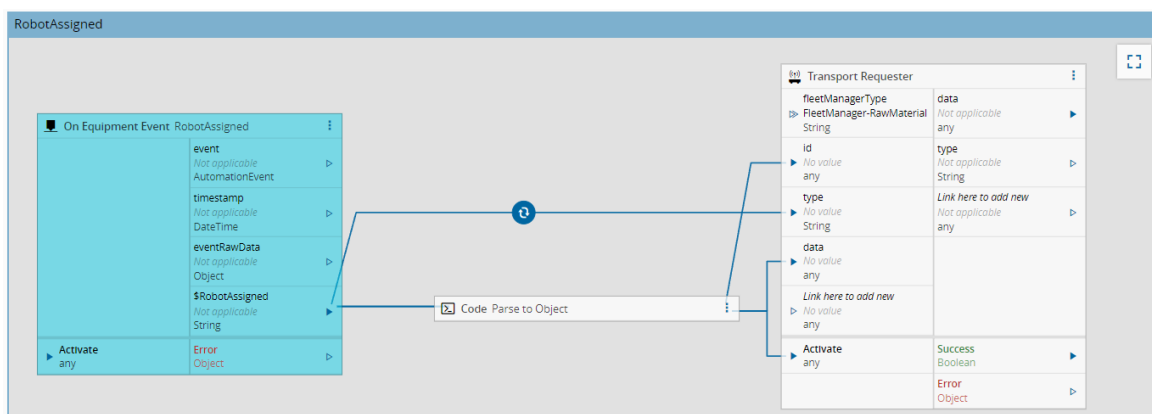 RobotAssigned
On Equipment Event RobotAssigned
event
Not applicable
AutomationEvent
timestamp
Not applicable
DateTime
eventRawData
Not applicable
Object
$RobotAssigned
Not applicable
String
Activate
any
Error
Object
Code Parse to Object
Transport Requester
fleetManagerType
FleetManager-RawMaterial
String
data
Not applicable
any
id
No value
any
type
Not applicable
String
type
No value
String
Link here to add new
Not applicable
any
data
No value
any
Link here to add new
No value
any
Activate
any
Success
Boolean
Error
Object